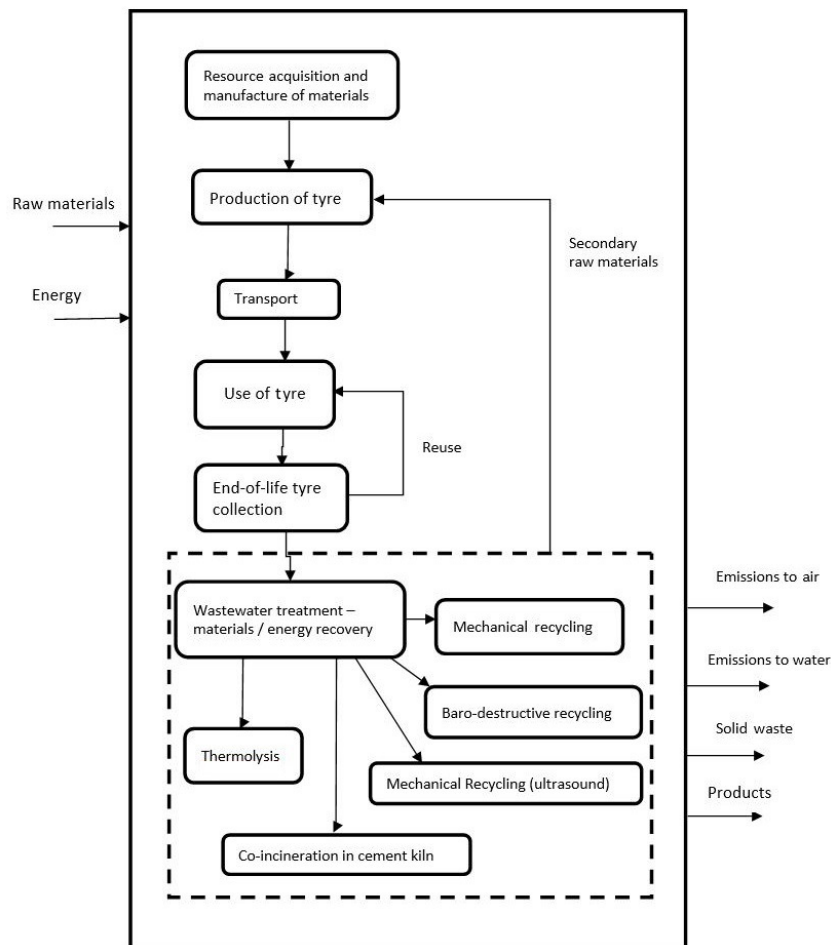 Resource acquisition and
manufacture of materials
Production of tyre
Raw materials
Secondary
raw materials
Energy
Transport
Use of tyre
Reuse
End-of-life tyre
collection
Emissions to air
Wastewater treatment –
materials / energy recovery
Mechanical recycling
Emissions to water
Baro-destructive recycling
Solid waste
Thermolysis
Mechanical Recycling (ultrasound)
Products
Co-incineration in cement kiln